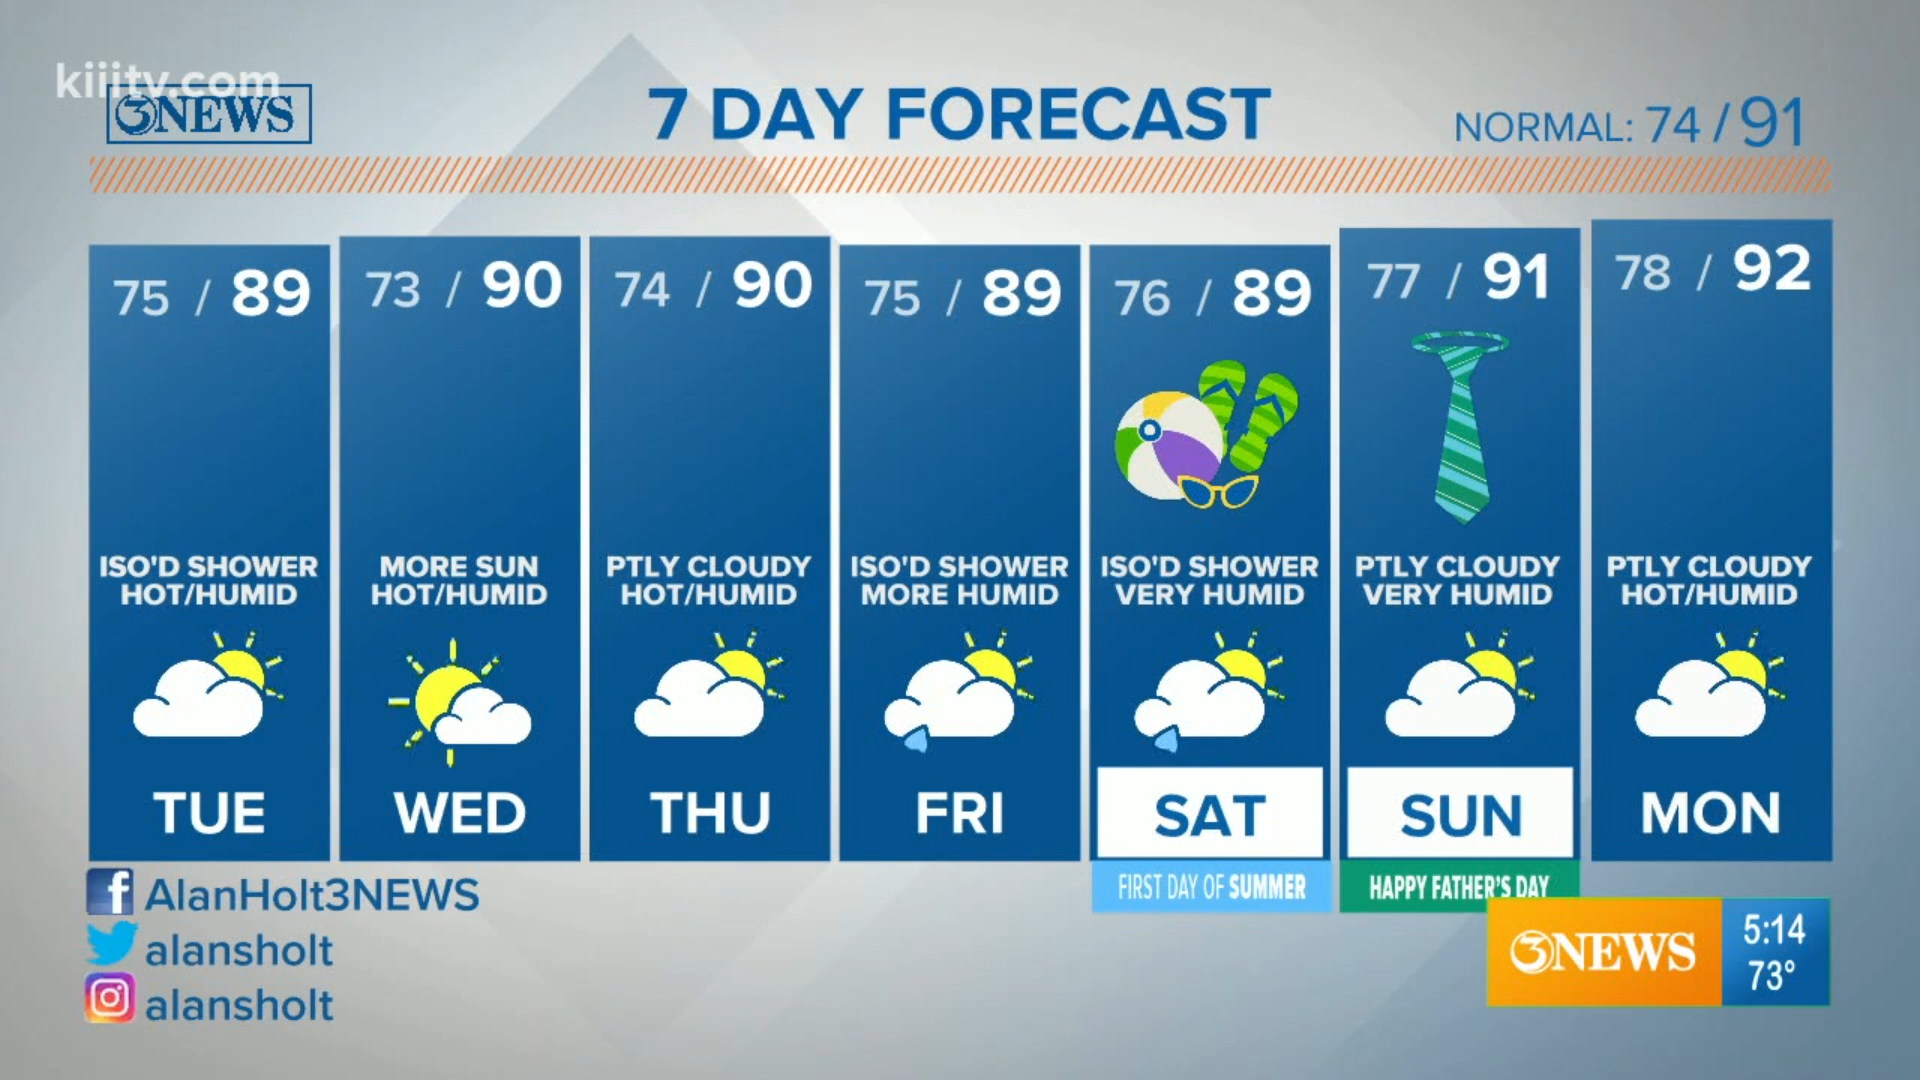 kiiitv.com
3NEWS
7 DAY FORECAST
NORMAL: 74 / 91
75 / 89
73 / 90
74 / 90
75 / 89
76 / 89
77 / 91
78 / 92
ISO'D SHOWER
HOT/HUMID
MORE SUN
HOT/HUMID
PTLY CLOUDY
HOT/HUMID
ISO'D SHOWER
MORE HUMID
ISO'D SHOWER
VERY HUMID
PTLY CLOUDY
VERY HUMID
PTLY CLOUDY
HOT/HUMID
TUE
WED
THU
FRI
SAT
SUN
MON
FIRST DAY OF SUMMER
HAPPY FATHER'S DAY
AlanHolt3NEWS
alansholt
alansholt
3NEWS
5:14
73°